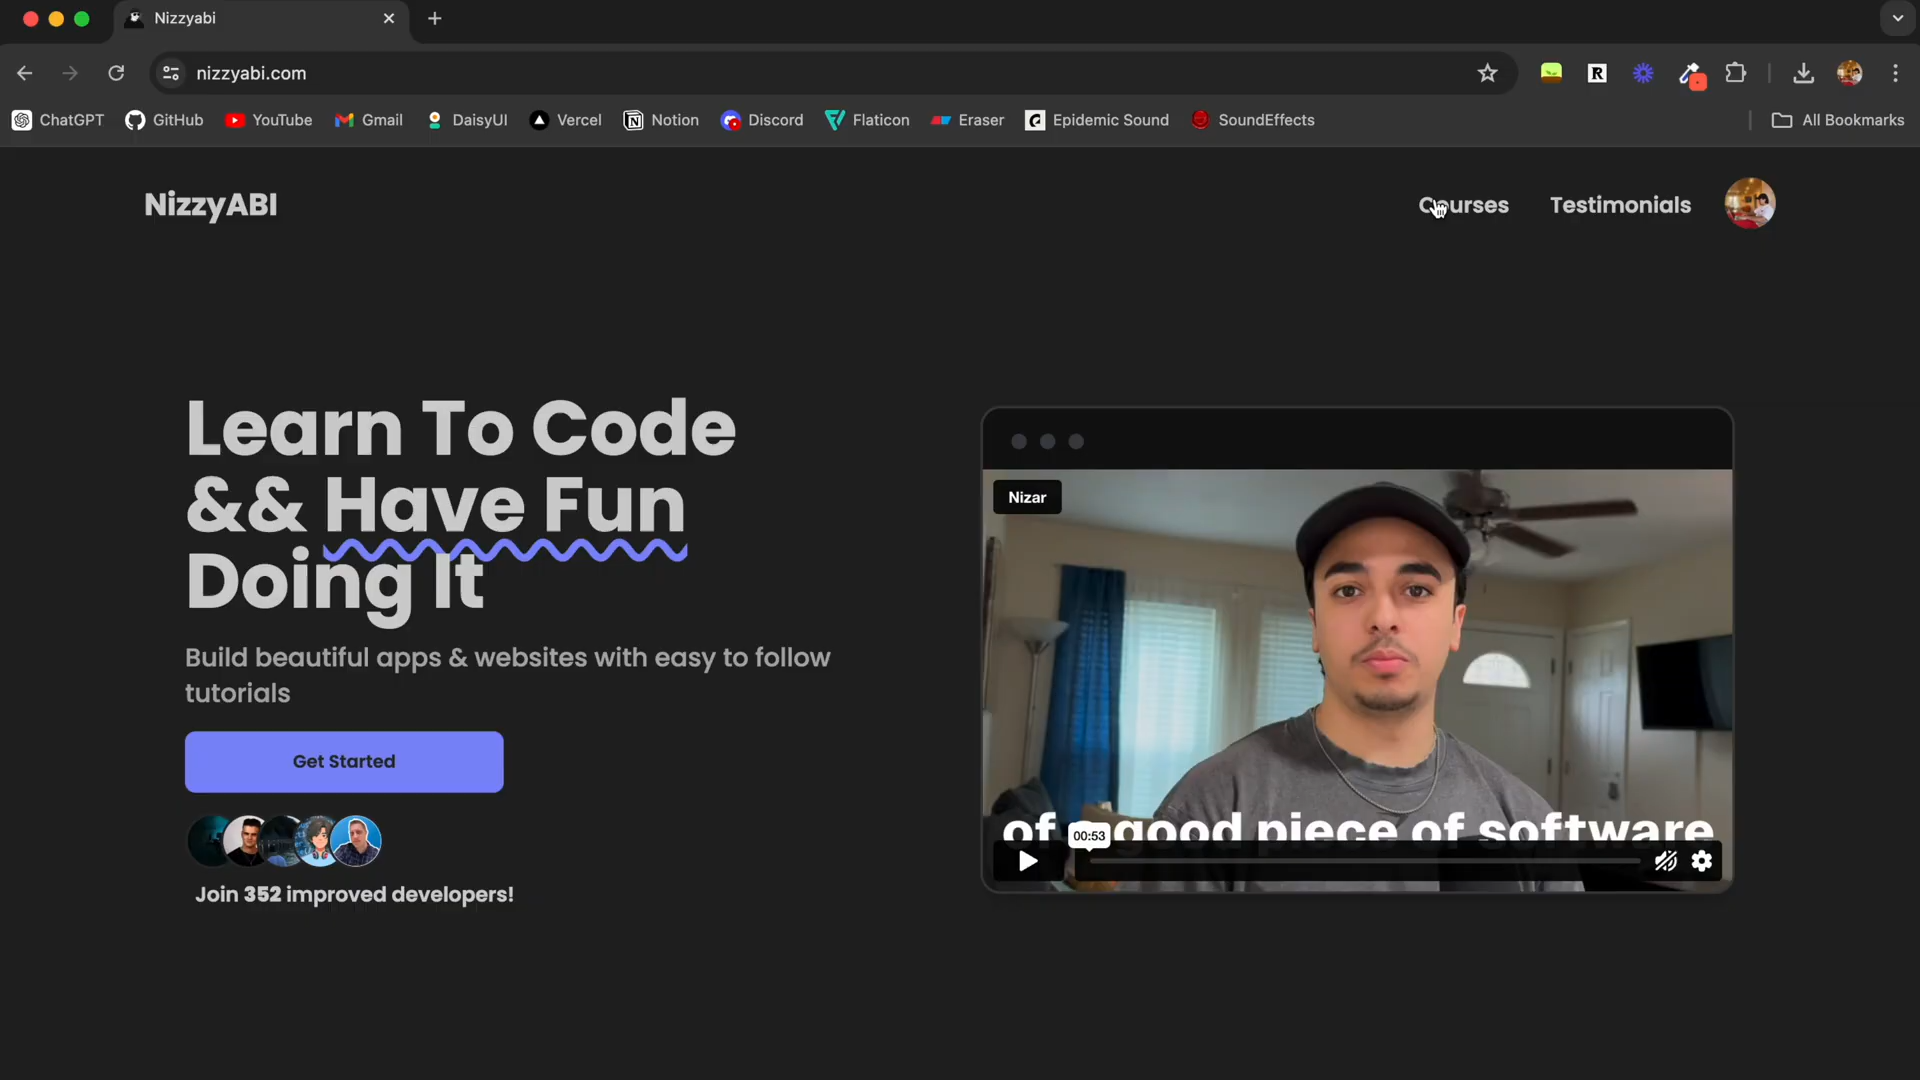 Nizzyabi
nizzyabi.com
ChatGPT
GitHub
YouTube
Gmail
DaisyUI
Vercel
Notion
Discord
Flaticon
Eraser
Epidemic Sound
SoundEffects
All Bookmarks
NizzyABI
Courses
Testimonials
Learn To Code
&& Have Fun
Doing It
Build beautiful apps & websites with easy to follow
tutorials
Get Started
Join 352 improved developers!
Nizar
of good piece of software
00:53